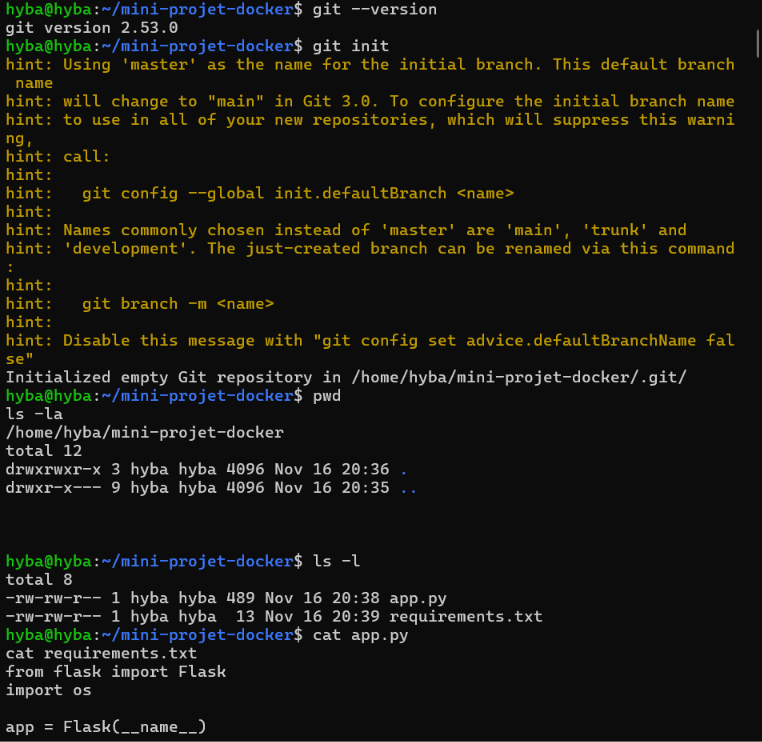 hyba@hyba:~/mini-projet-docker$ git --version
git version 2.53.0
hyba@hyba:~/mini-projet-docker$ git init
hint: Using 'master' as the name for the initial branch. This default branch
 name
hint: will change to "main" in Git 3.0. To configure the initial branch name
hint: to use in all of your new repositories, which will suppress this warni
ng,
hint: call:
hint:
hint:   git config --global init.defaultBranch <name>
hint:
hint: Names commonly chosen instead of 'master' are 'main', 'trunk' and
hint: 'development'. The just-created branch can be renamed via this command
:
hint:
hint:   git branch -m <name>
hint:
hint: Disable this message with "git config set advice.defaultBranchName fal
se"
Initialized empty Git repository in /home/hyba/mini-projet-docker/.git/
hyba@hyba:~/mini-projet-docker$ pwd
ls -la
/home/hyba/mini-projet-docker
total 12
drwxrwxr-x 3 hyba hyba 4096 Nov 16 20:36 .
drwxr-x--- 9 hyba hyba 4096 Nov 16 20:35 ..
hyba@hyba:~/mini-projet-docker$ ls -l
total 8
-rw-rw-r-- 1 hyba hyba 489 Nov 16 20:38 app.py
-rw-rw-r-- 1 hyba hyba  13 Nov 16 20:39 requirements.txt
hyba@hyba:~/mini-projet-docker$ cat app.py
cat requirements.txt
from flask import Flask
import os
app = Flask(__name__)